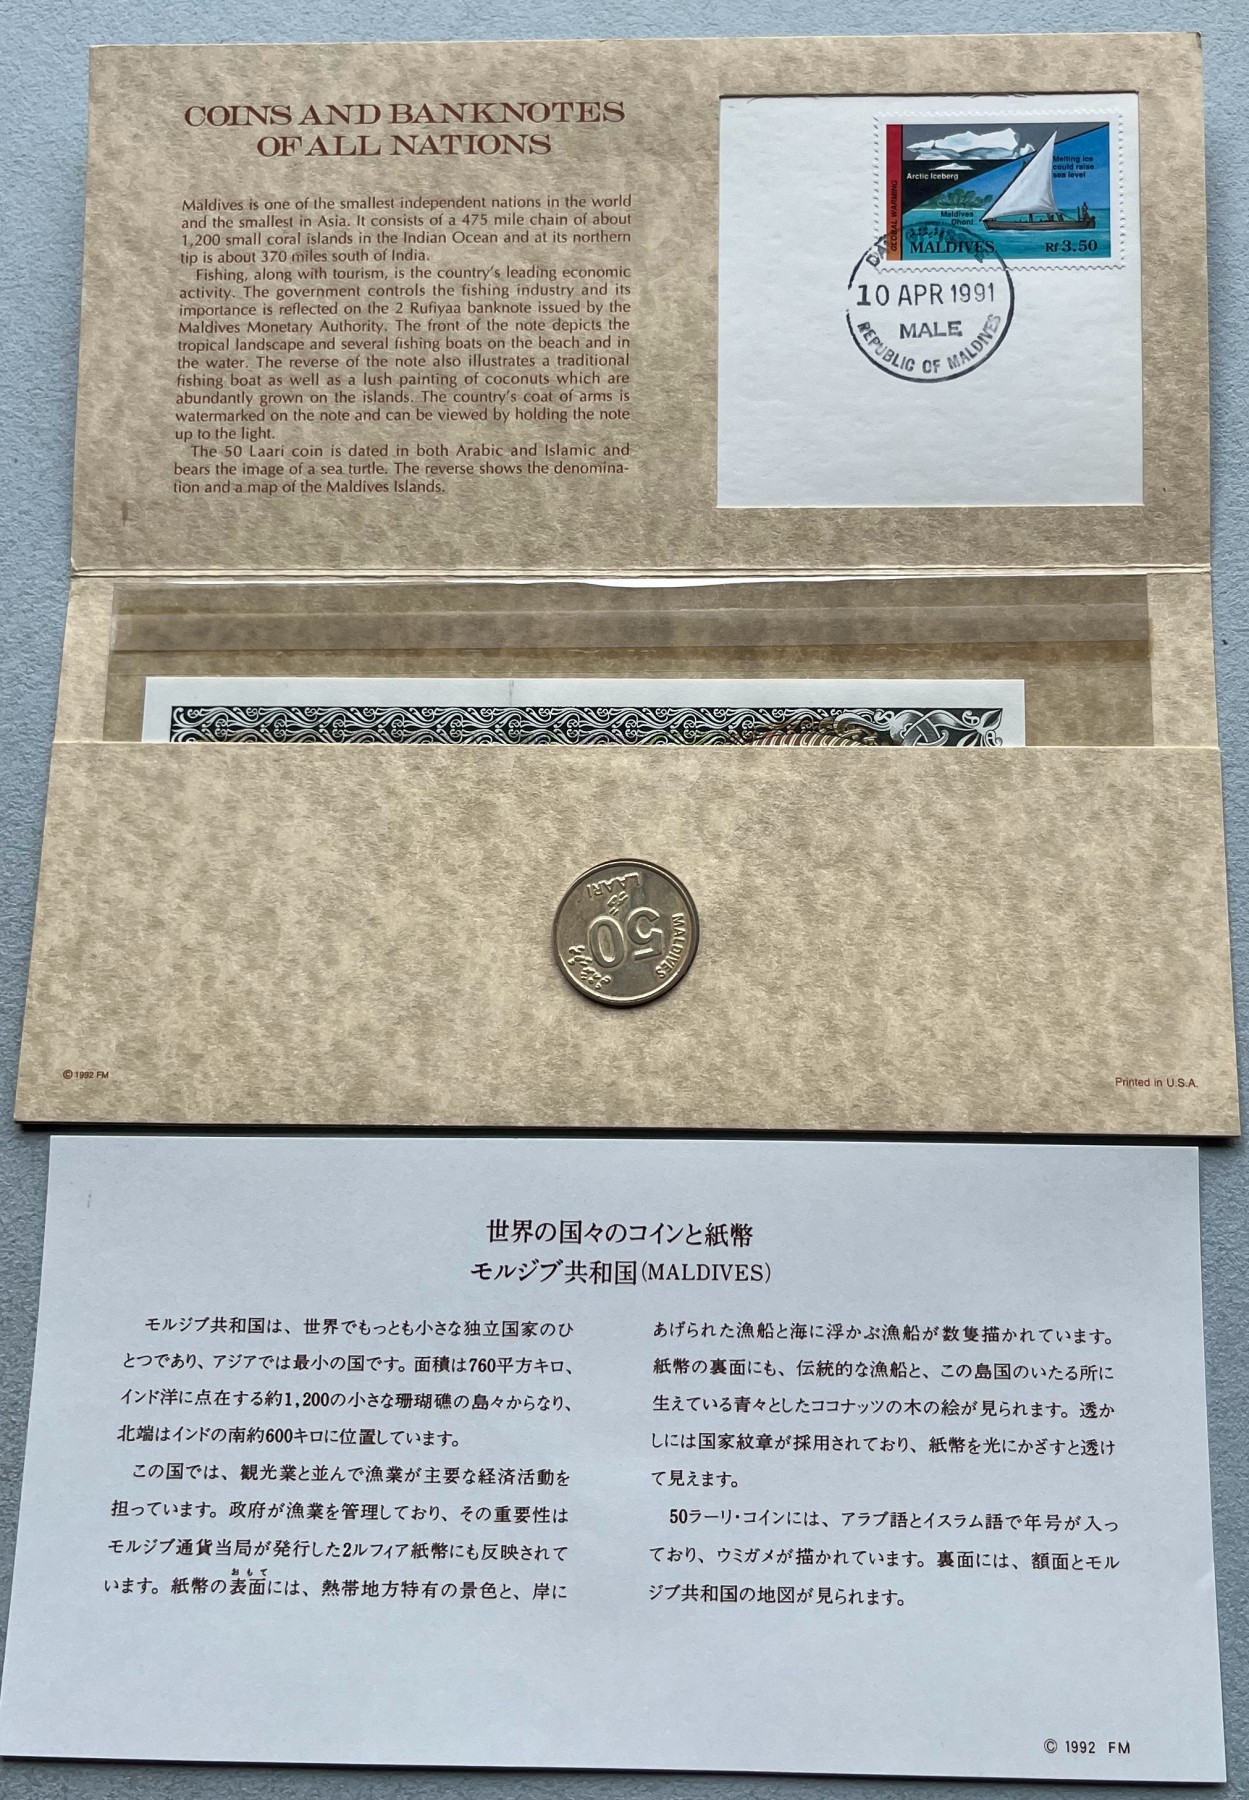 COINS AND BANKNOTES
OF ALL NATIONS
Maldives is one of the smallest independent nations in the world
and the smallest in Asia. It consists of a 475 mile chain of about
1,200 small coral islands in the Indian Ocean and at its northern
tip is about 370 miles south of India.
Fishing, along with tourism, is the country's leading economic
activity. The government controls the fishing industry and its
importance is reflected on the 2 Rufiyaa banknote issued by the
Maldives Monetary Authority. The front of the note depicts the
tropical landscape and several fishing boats on the beach and in
the water. The reverse of the note also illustrates a traditional
fishing boat as well as a lush painting of coconuts which are
abundantly grown on the islands. The country's coat of arms is
watermarked on the note and can be viewed by holding the note
up to the light.
The 50 Laari coin is dated in both Arabic and Islamic and
bears the image of a sea turtle. The reverse shows the denomina-
tion and a map of the Maldives Islands.
GLOBAL WARMING
Arctic Iceberg
Melting ice
could raise
sea level
Maldives
Dhoni
MALDIVES
Rf 3.50
10 APR 1991
MALE
REPUBLIC OF MALDIVES
LAARI
50
MALDIVES
© 1992 FM
Printed in U.S.A.
世界の国々のコインと紙幣
モルジブ共和国(MALDIVES)
モルジブ共和国は、世界でもっとも小さな独立国家のひ
とつであり、アジアでは最小の国です。面積は760平方キロ、
インド洋に点在する約1,200の小さな珊瑚礁の島々からなり、
北端はインドの南約600キロに位置しています。
この国では、観光業と並んで漁業が主要な経済活動を
担っています。政府が漁業を管理しており、その重要性は
モルジブ通貨当局が発行した2ルフィア紙幣にも反映されて
おもて
います。紙幣の表面には、熱帯地方特有の景色と、岸に
あげられた漁船と海に浮かぶ漁船が数隻描かれています。
紙幣の裏面にも、伝統的な漁船と、この島国のいたる所に
生えている青々としたココナッツの木の絵が見られます。透か
しには国家紋章が採用されており、紙幣を光にかざすと透け
て見えます。
50ラーリ・コインには、アラブ語とイスラム語で年号が入っ
ており、ウミガメが描かれています。裏面には、額面とモル
ジブ共和国の地図が見られます。
© 1992 FM